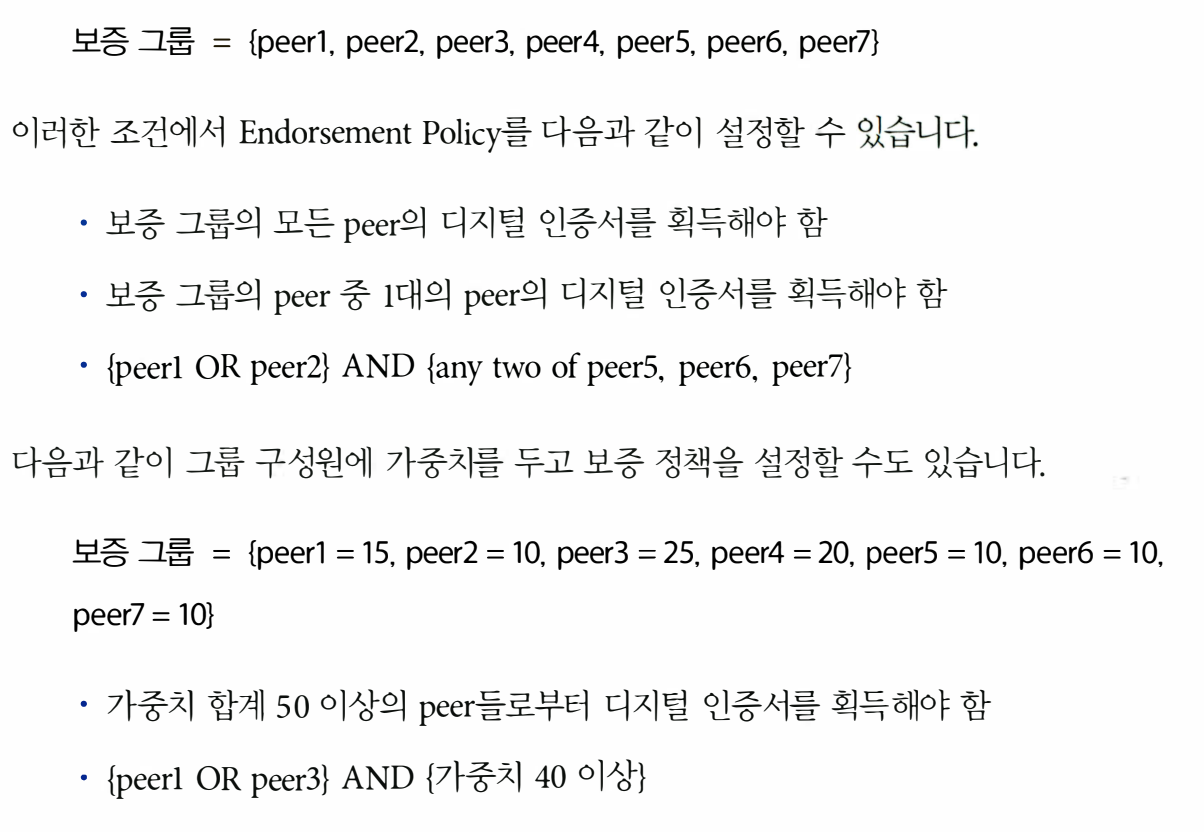 보증 그룹 = {peer1, peer2, peer3, peer4, peer5, peer6, peer7}
이러한 조건에서 Endorsement Policy를 다음과 같이 설정할 수 있습니다.
• 보증 그룹의 모든 peer의 디지털 인증서를 획득해야 함
• 보증 그룹의 peer 중 1대의 peer의 디지털 인증서를 획득해야 함
• {peer1 OR peer2} AND {any two of peer5, peer6, peer7}
다음과 같이 그룹 구성원에 가중치를 두고 보증 정책을 설정할 수도 있습니다.
보증 그룹 = {peer1 = 15, peer2 = 10, peer3 = 25, peer4 = 20, peer5 = 10, peer6 = 10,
peer7 = 10}
• 가중치 합계 50 이상의 peer들로부터 디지털 인증서를 획득해야 함
• {peer1 OR peer3} AND {가중치 40 이상}